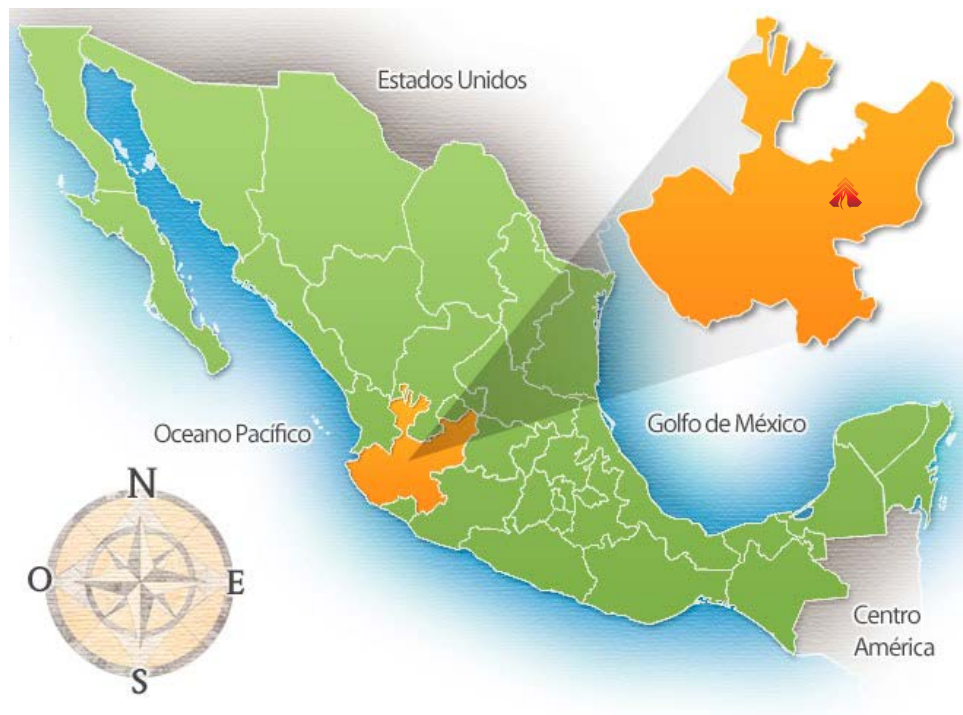 Estados Unidos
Golfo de México
Oceano Pacífico
N
O
E
S
Centro
América